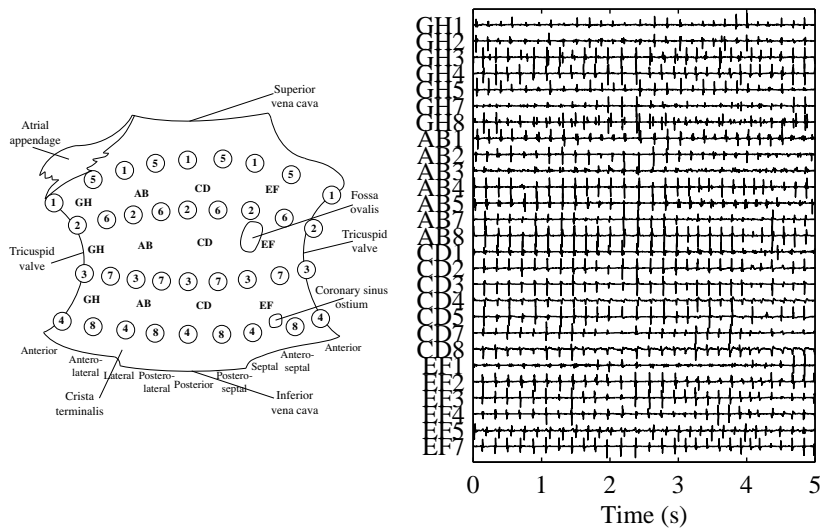 Superior
vena cava
Atrial
appendage
1 5 1 5 1 5 1 5 1
GH AB CD EF
Fossa
ovalis
2 6 2 6 2 6 2 6 2
GH AB CD EF
Tricuspid
valve
Tricuspid
valve
3 7 3 7 3 7 3 7 3
GH AB CD EF
Coronary sinus
ostium
4 8 4 8 4 8 4 8 4
Anterior
Antero-
lateral
Lateral
Postero-
lateral
Posterior
Postero-
septal
Septal
Antero-
septal
Anterior
Crista
terminalis
Inferior
vena cava
GH1
GH2
GH3
GH4
GH5
GH7
GH8
AB1
AB2
AB3
AB4
AB5
AB7
AB8
CD1
CD2
CD3
CD4
CD5
CD7
CD8
EF1
EF2
EF3
EF4
EF5
EF7
0 1 2 3 4 5
Time (s)